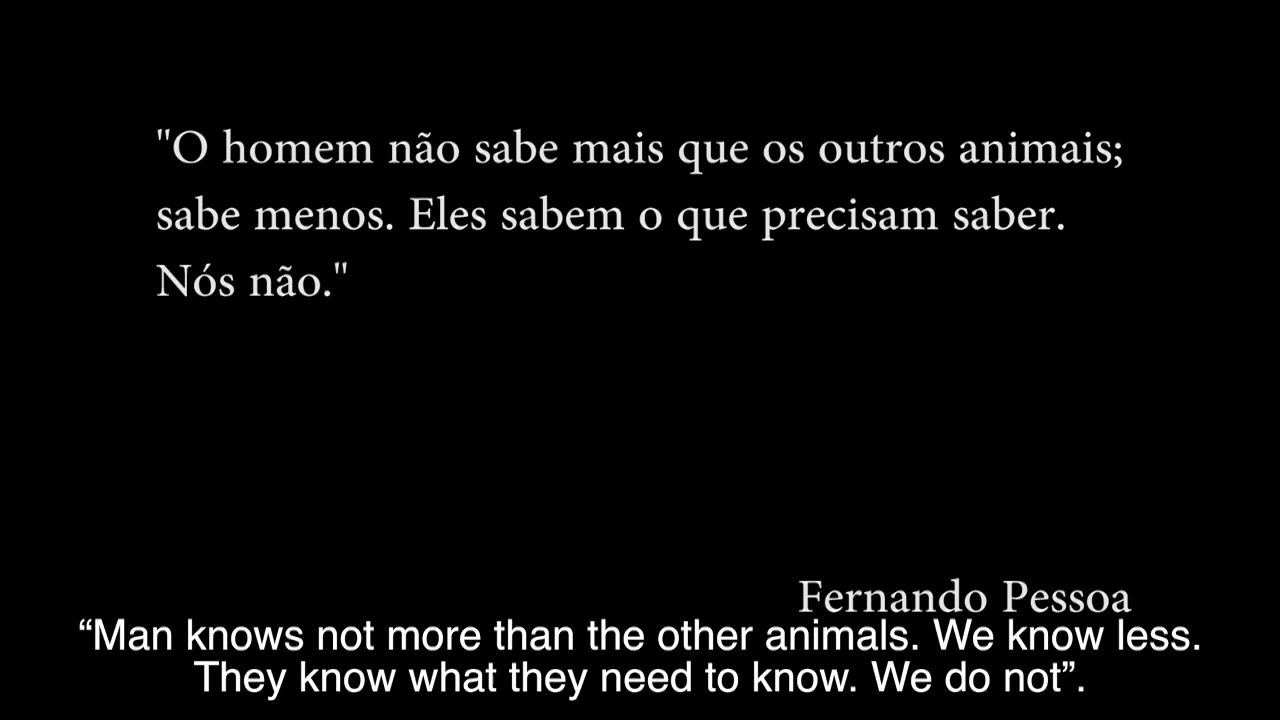 "O homem não sabe mais que os outros animais;
sabe menos. Eles sabem o que precisam saber.
Nós não."
Fernando Pessoa
“Man knows not more than the other animals. We know less.
They know what they need to know. We do not”.